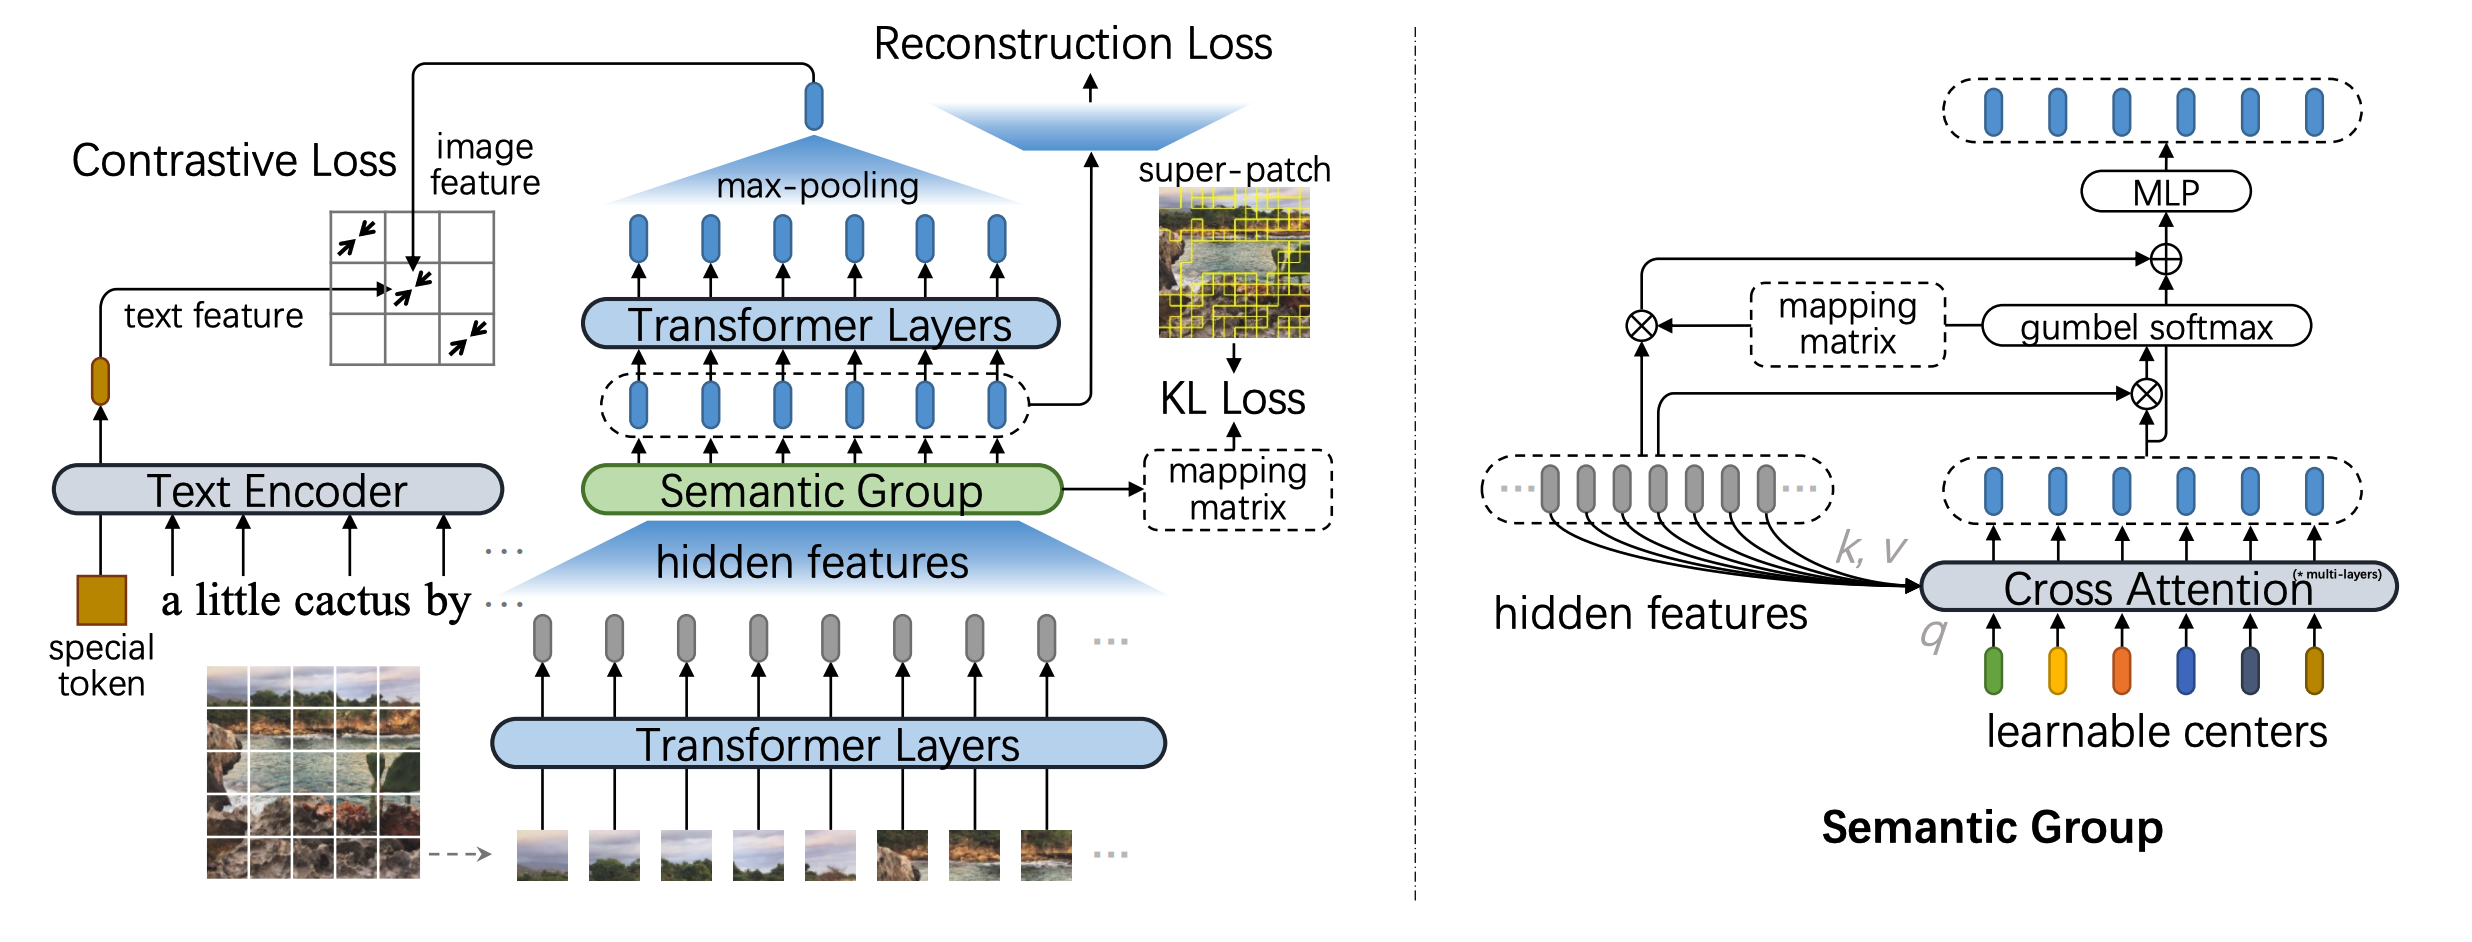 Reconstruction Loss
Contrastive Loss
image
feature
max-pooling
super-patch
text feature
Transformer Layers
KL Loss
Text Encoder
Semantic Group
mapping
matrix
hidden features
...
a little cactus by ...
special
token
...
Transformer Layers
...
MLP
mapping
matrix
gumbel softmax
...
...
k, v
Cross Attention
(* multi-layers)
hidden features
q
learnable centers
Semantic Group